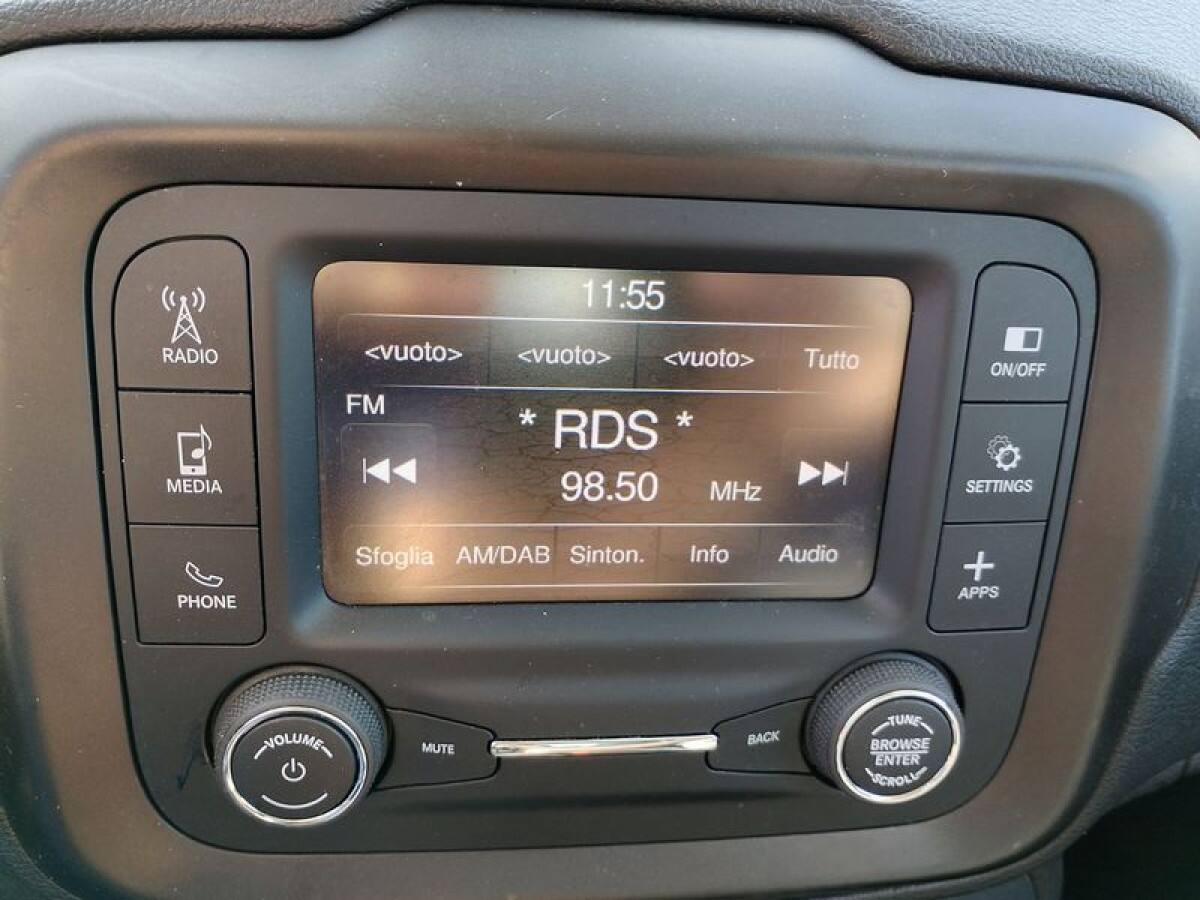 11:55
<vuoto> <vuoto> <vuoto> Tutto
FM
* RDS *
98.50 MHz
Sfoglia AM/DAB Sinton. Info Audio
RADIO
MEDIA
PHONE
ON/OFF
SETTINGS
APPS
VOLUME
MUTE
BACK
TUNE
BROWSE
ENTER
SCROLL